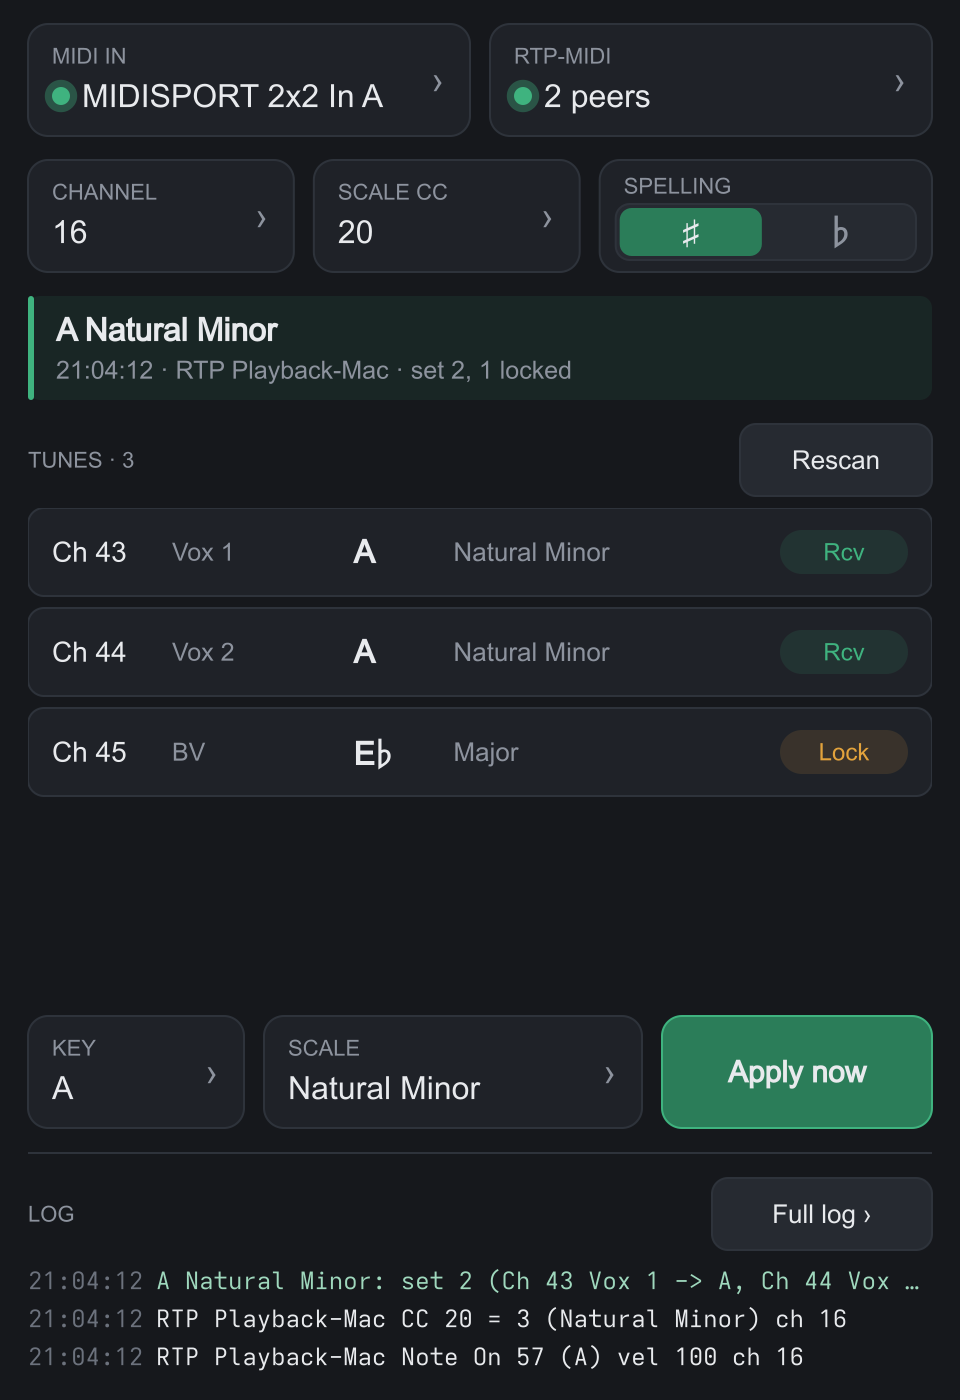 MIDI IN
MIDISPORT 2x2 In A ›
RTP-MIDI
2 peers ›
CHANNEL
16 ›
SCALE CC
20 ›
SPELLING
♯ ♭
A Natural Minor
21:04:12 · RTP Playback-Mac · set 2, 1 locked
TUNES · 3
Rescan
Ch 43 Vox 1 A Natural Minor Rcv
Ch 44 Vox 2 A Natural Minor Rcv
Ch 45 BV E♭ Major Lock
KEY
A ›
SCALE
Natural Minor ›
Apply now
LOG
Full log ›
21:04:12 A Natural Minor: set 2 (Ch 43 Vox 1 -> A, Ch 44 Vox …
21:04:12 RTP Playback-Mac CC 20 = 3 (Natural Minor) ch 16
21:04:12 RTP Playback-Mac Note On 57 (A) vel 100 ch 16